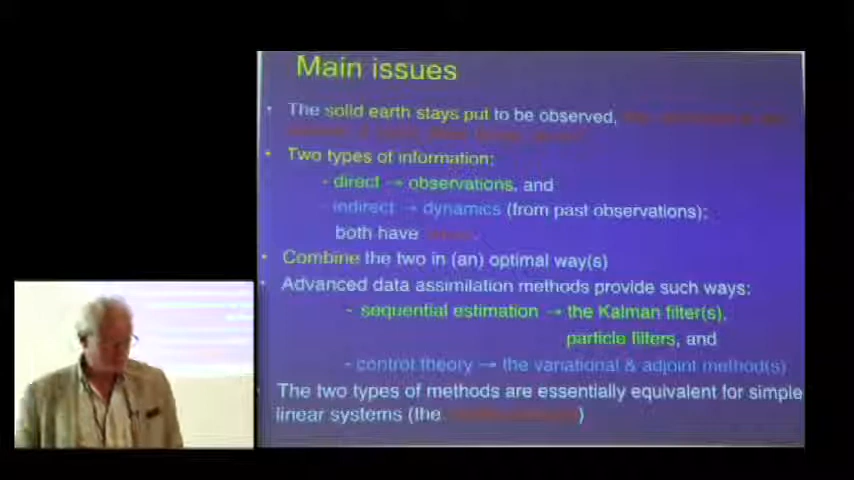 Main issues
• The solid earth stays put to be observed,
• Two types of information:
- direct → observations, and
- indirect → dynamics (from past observations);
both have
• Combine the two in (an) optimal way(s)
• Advanced data assimilation methods provide such ways:
- sequential estimation → the Kalman filter(s),
particle filters, and
- control theory → the variational & adjoint method(s)
• The two types of methods are essentially equivalent for simple
linear systems (the )